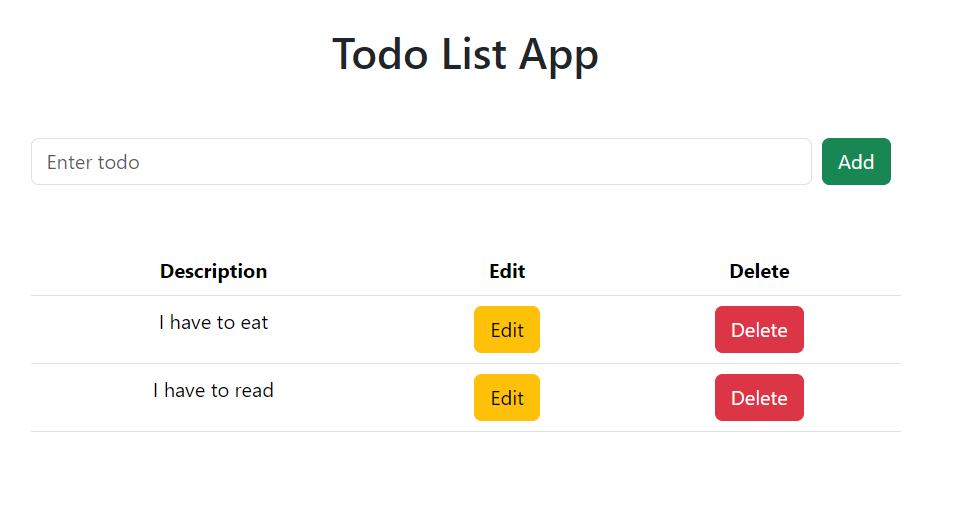 Todo List App
Enter todo Add
Description Edit Delete
I have to eat Edit Delete
I have to read Edit Delete